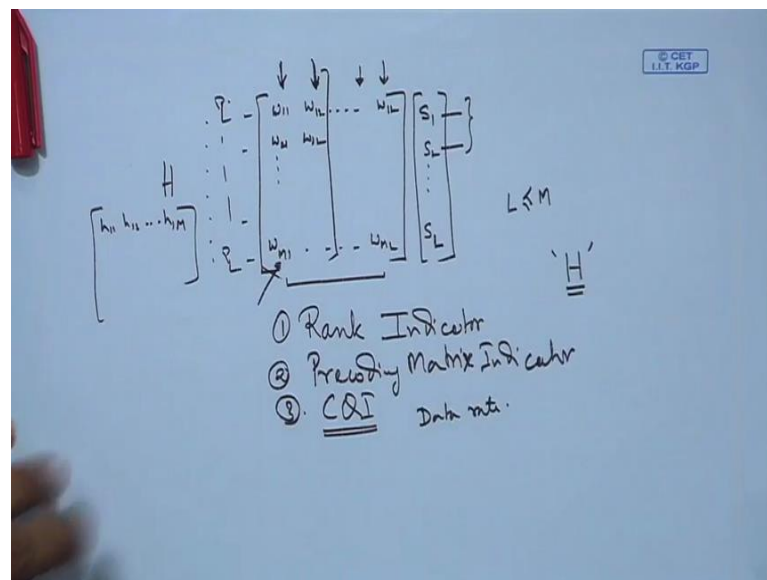 © CET
I.I.T. KGP
w11 w12 .... w1L
S1
w21 w22
S2
H
h11 h12 ... h1M
L ≤ M
wM1 . - .. - wML
SL
'H'
① Rank Indicator
② Precoding Matrix Indicator
③. CQI Data rate.